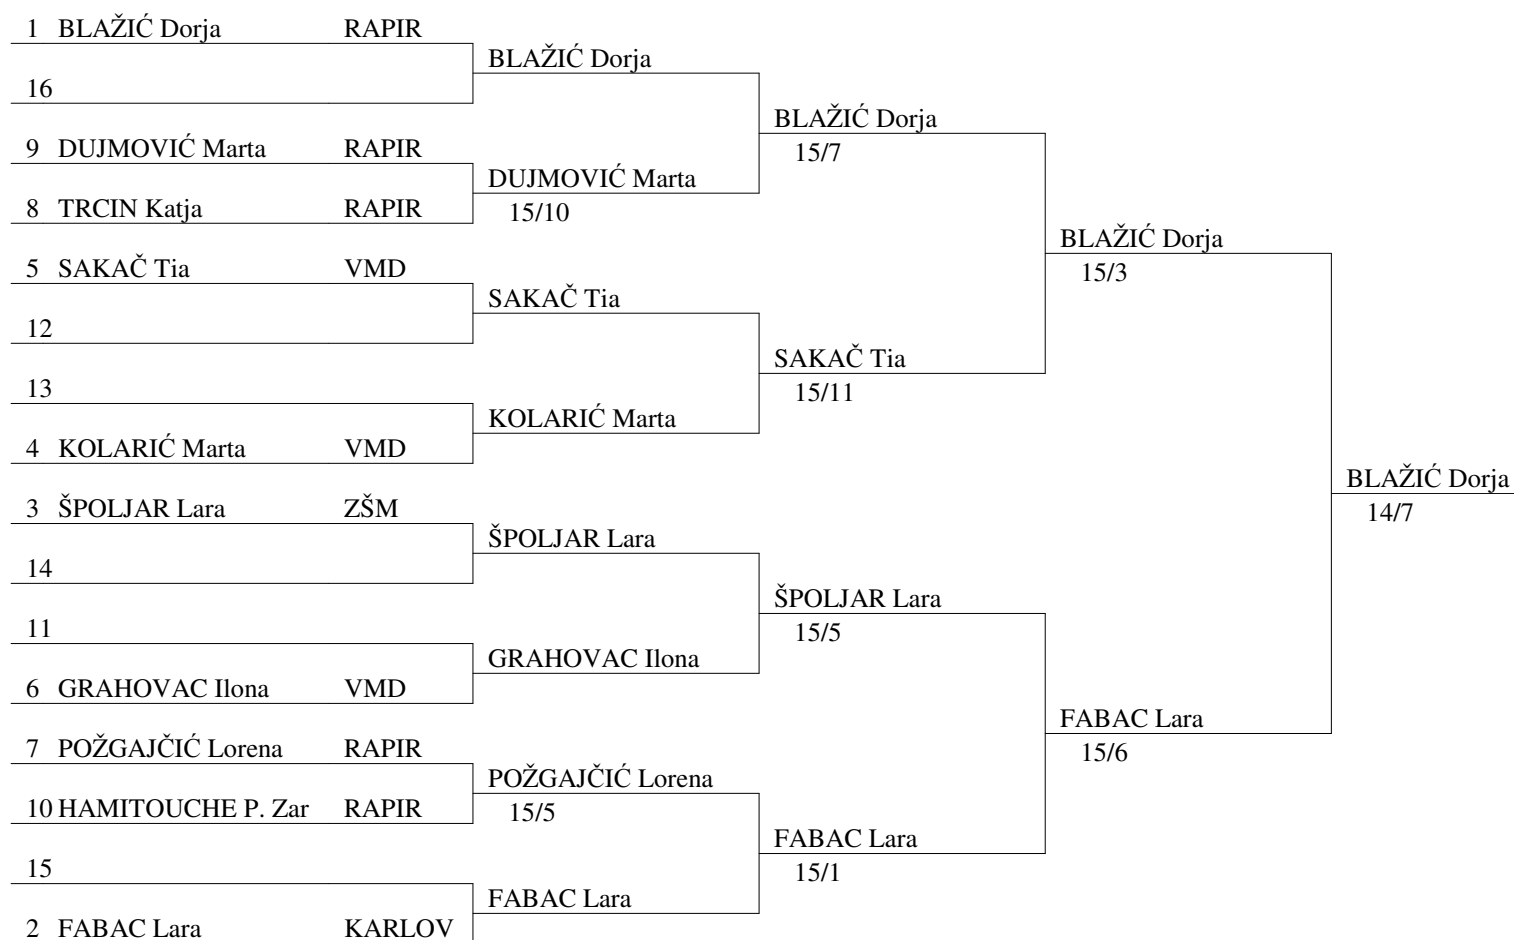 1 BLAŽIĆ Dorja RAPIR
BLAŽIĆ Dorja
16
BLAŽIĆ Dorja
15/7
9 DUJMOVIĆ Marta RAPIR
DUJMOVIĆ Marta
15/10
8 TRCIN Katja RAPIR
BLAŽIĆ Dorja
15/3
5 SAKAČ Tia VMD
SAKAČ Tia
12
SAKAČ Tia
15/11
13
KOLARIĆ Marta
4 KOLARIĆ Marta VMD
BLAŽIĆ Dorja
14/7
3 ŠPOLJAR Lara ZŠM
ŠPOLJAR Lara
14
ŠPOLJAR Lara
15/5
11
GRAHOVAC Ilona
6 GRAHOVAC Ilona VMD
FABAC Lara
15/6
7 POŽGAJČIĆ Lorena RAPIR
POŽGAJČIĆ Lorena
15/5
10 HAMITOUCHE P. Zar RAPIR
FABAC Lara
15/1
15
FABAC Lara
2 FABAC Lara KARLOV